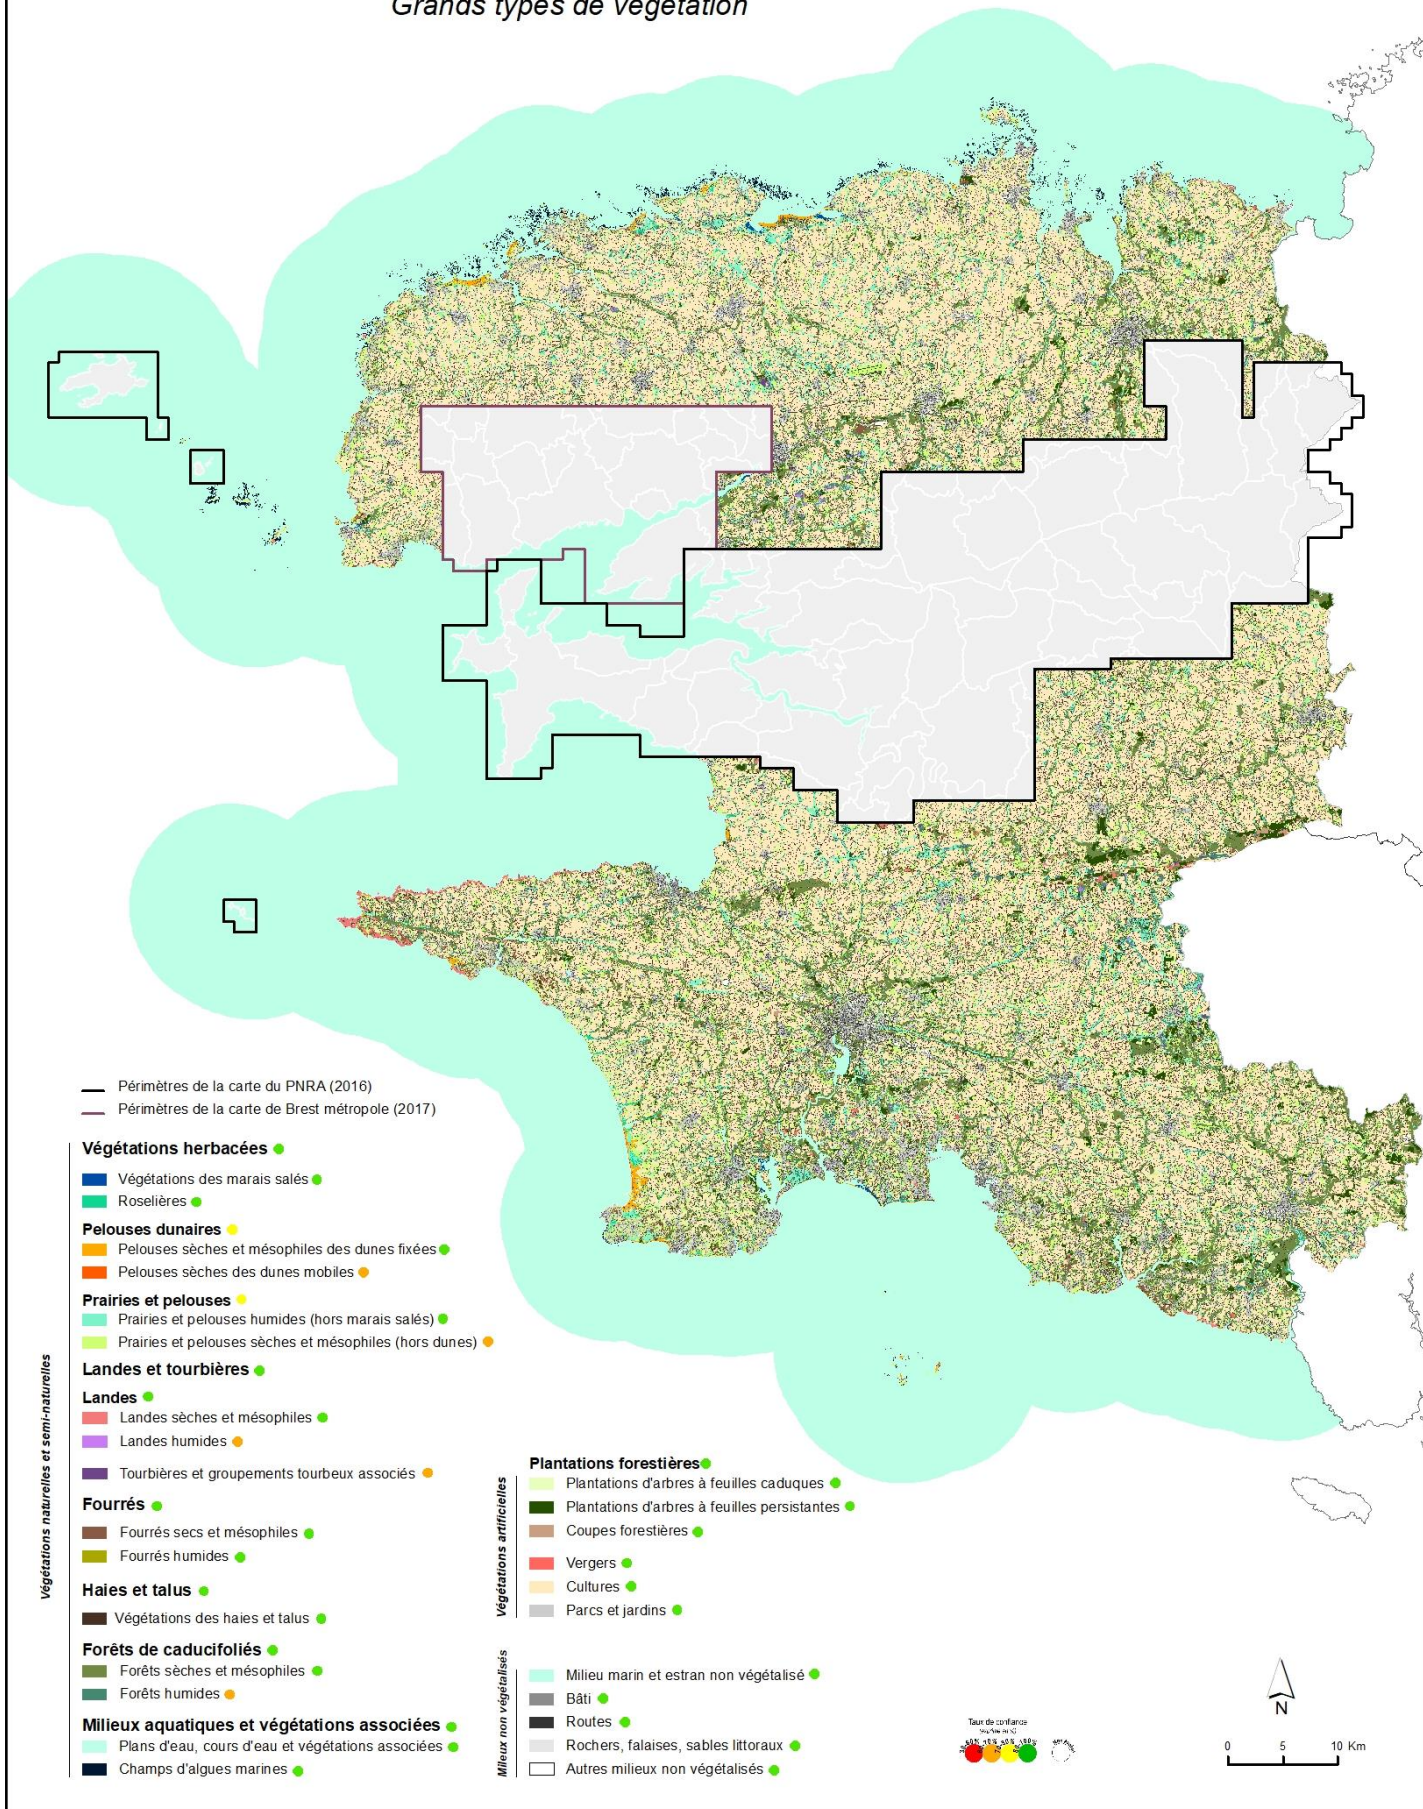 Grands types de végétation
Périmètres de la carte du PNRA (2016)
Périmètres de la carte de Brest métropole (2017)
Végétations naturelles et semi-naturelles
Végétations herbacées
Végétations des marais salés
Roselières
Pelouses dunaires
Pelouses sèches et mésophiles des dunes fixées
Pelouses sèches des dunes mobiles
Prairies et pelouses
Prairies et pelouses humides (hors marais salés)
Prairies et pelouses sèches et mésophiles (hors dunes)
Landes et tourbières
Landes
Landes sèches et mésophiles
Landes humides
Tourbières et groupements tourbeux associés
Fourrés
Fourrés secs et mésophiles
Fourrés humides
Haies et talus
Végétations des haies et talus
Forêts de caducifoliés
Forêts sèches et mésophiles
Forêts humides
Milieux aquatiques et végétations associées
Plans d'eau, cours d'eau et végétations associées
Champs d'algues marines
Végétations artificielles
Plantations forestières
Plantations d'arbres à feuilles caduques
Plantations d'arbres à feuilles persistantes
Coupes forestières
Vergers
Cultures
Parcs et jardins
Milieux non végétalisés
Milieu marin et estran non végétalisé
Bâti
Routes
Rochers, falaises, sables littoraux
Autres milieux non végétalisés
Taux de confiance
N
0 5 10 Km